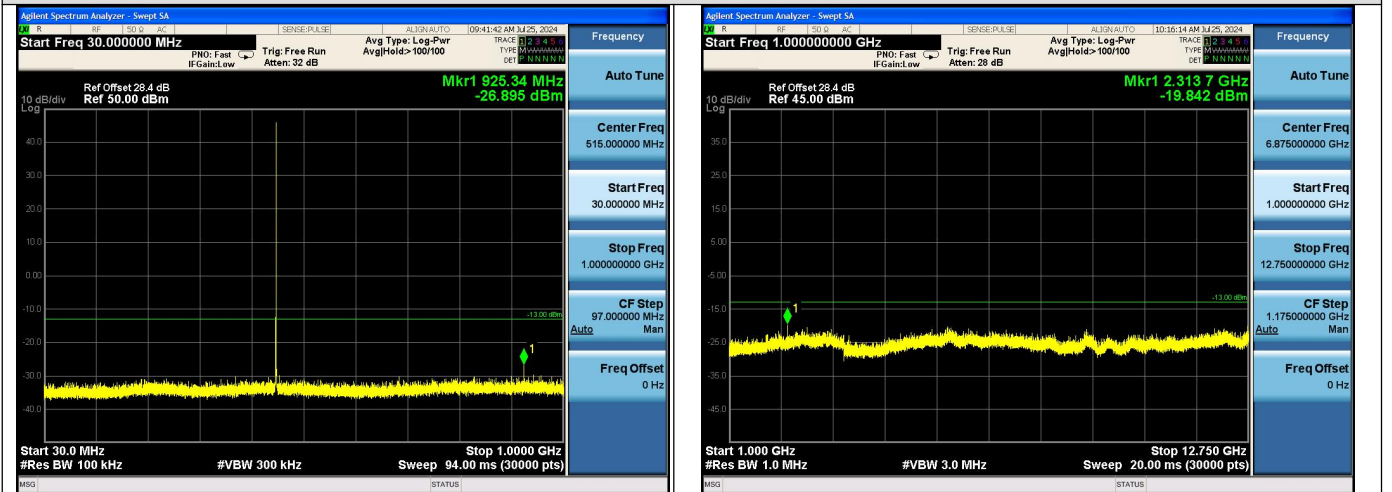 Agilent Spectrum Analyzer - Swept SA
R RF 50 Ω AC SENSE:PULSE ALIGNAUTO 09:41:42 AM Jul 25, 2024
Start Freq 30.000000 MHz
PNO: Fast
IFGain:Low
Trig: Free Run
Atten: 32 dB
Avg Type: Log-Pwr
Avg|Hold>100/100
TRACE 1 2 3 4 5 6
TYPE M
DET P N N N N N
Ref Offset 28.4 dB
Ref 50.00 dBm
10 dB/div
Log
Mkr1 925.34 MHz
-26.895 dBm
40.0
30.0
20.0
10.0
0.00
-10.0
-20.0
-30.0
-40.0
-13.00 dBm
1
Start 30.0 MHz
Stop 1.0000 GHz
#Res BW 100 kHz
#VBW 300 kHz
Sweep 94.00 ms (30000 pts)
MSG
STATUS
Frequency
Auto Tune
Center Freq
515.000000 MHz
Start Freq
30.000000 MHz
Stop Freq
1.000000000 GHz
CF Step
97.000000 MHz
Auto Man
Freq Offset
0 Hz
Agilent Spectrum Analyzer - Swept SA
R RF 50 Ω AC SENSE:PULSE ALIGNAUTO 10:16:14 AM Jul 25, 2024
Start Freq 1.000000000 GHz
PNO: Fast
IFGain:Low
Trig: Free Run
Atten: 28 dB
Avg Type: Log-Pwr
Avg|Hold>100/100
TRACE 1 2 3 4 5 6
TYPE M
DET P N N N N N
Ref Offset 28.4 dB
Ref 45.00 dBm
10 dB/div
Log
Mkr1 2.313 7 GHz
-19.842 dBm
35.0
25.0
15.0
5.00
-5.00
-15.0
-25.0
-35.0
-45.0
-13.00 dBm
1
Start 1.000 GHz
Stop 12.750 GHz
#Res BW 1.0 MHz
#VBW 3.0 MHz
Sweep 20.00 ms (30000 pts)
MSG
STATUS
Frequency
Auto Tune
Center Freq
6.875000000 GHz
Start Freq
1.000000000 GHz
Stop Freq
12.750000000 GHz
CF Step
1.175000000 GHz
Auto Man
Freq Offset
0 Hz